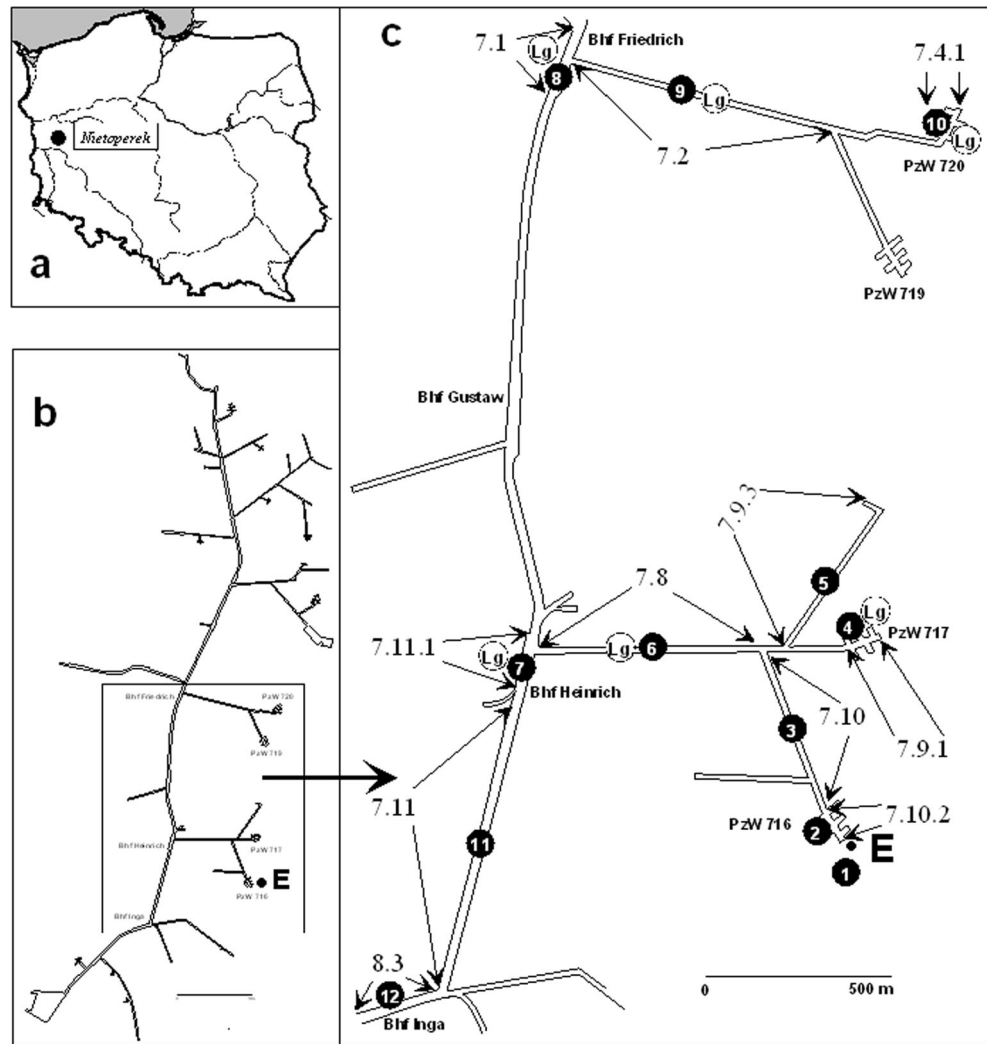 Nietoperek
a
b
Bhf Friedrich
PzW 720
PzW 719
Bhf Heinrich
PzW 717
E
PzW 716
Bhf Inga
c
7.1
Bhf Friedrich
Lg
8
9
Lg
7.4.1
10
Lg
7.2
PzW 720
PzW 719
Bhf Gustaw
7.9.3
5
7.8
Lg
4
PzW 717
7.11.1
Lg
7
Lg
6
Bhf Heinrich
3
7.10
7.9.1
7.11
PzW 716
2
7.10.2
E
11
1
8.3
12
Bhf Inga
0
500 m